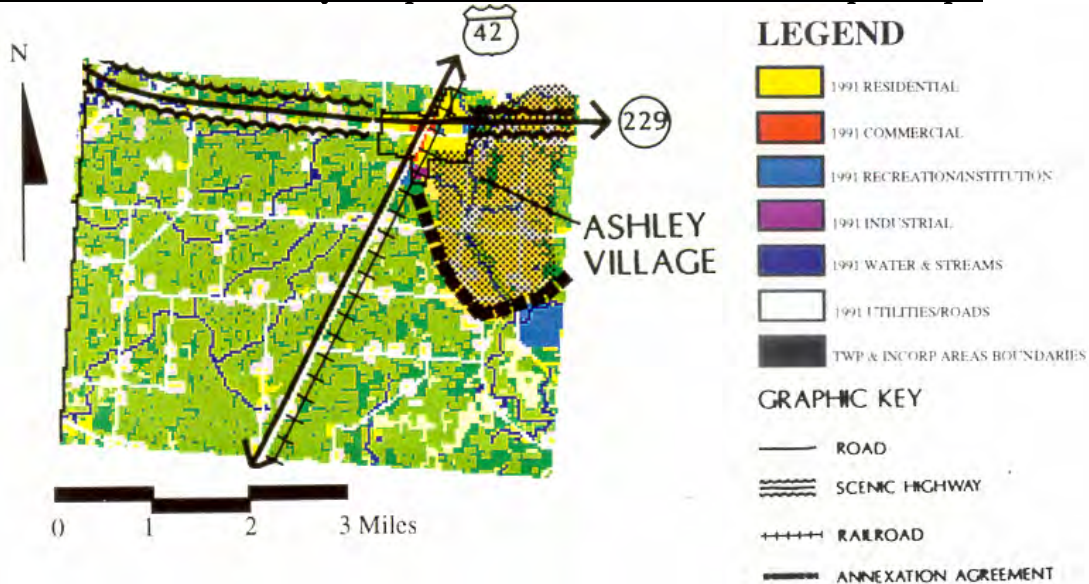 N
42
229
ASHLEY
VILLAGE
0 1 2 3 Miles
LEGEND
1991 RESIDENTIAL
1991 COMMERCIAL
1991 RECREATION/INSTITUTION
1991 INDUSTRIAL
1991 WATER & STREAMS
1991 UTILITIES/ROADS
TWP & INCORP AREAS BOUNDARIES
GRAPHIC KEY
ROAD
SCENIC HIGHWAY
RAILROAD
ANNEXATION AGREEMENT